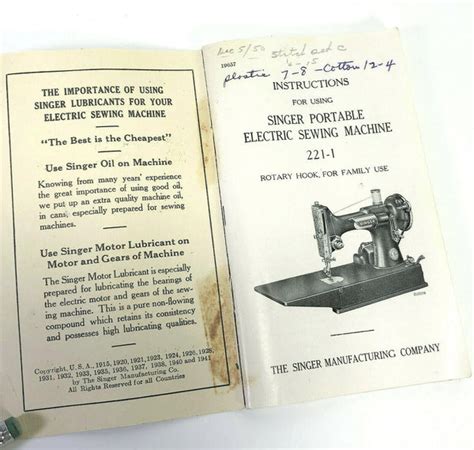 THE IMPORTANCE OF USING
SINGER LUBRICANTS FOR YOUR
ELECTRIC SEWING MACHINE
"The Best is the Cheapest"
Use Singer Oil on Machine
Knowing from many years' experience
the great importance of using good oil,
we put up an extra quality machine oil,
in cans, especially prepared for sewing
machines.
Use Singer Motor Lubricant on
Motor and Gears of Machine
The Singer Motor Lubricant is especially
prepared for lubricating the bearings of
the electric motor and gears of the sew-
ing machine. This is a pure non-flowing
compound which retains its consistency
and possesses high lubricating qualities.
Copyright, U. S. A., 1915, 1920, 1921, 1923, 1924, 1926, 1928,
1931, 1932, 1933, 1935, 1936, 1937, 1938, 1940 and 1941
by The Singer Manufacturing Co.
All Rights Reserved for all Countries
Dec 5/50 Stitch
19657 6-15
plastic 7-8 - Cotton 12-4
INSTRUCTIONS
FOR USING
SINGER PORTABLE
ELECTRIC SEWING MACHINE
221-1
ROTARY HOOK, FOR FAMILY USE
THE SINGER MANUFACTURING COMPANY